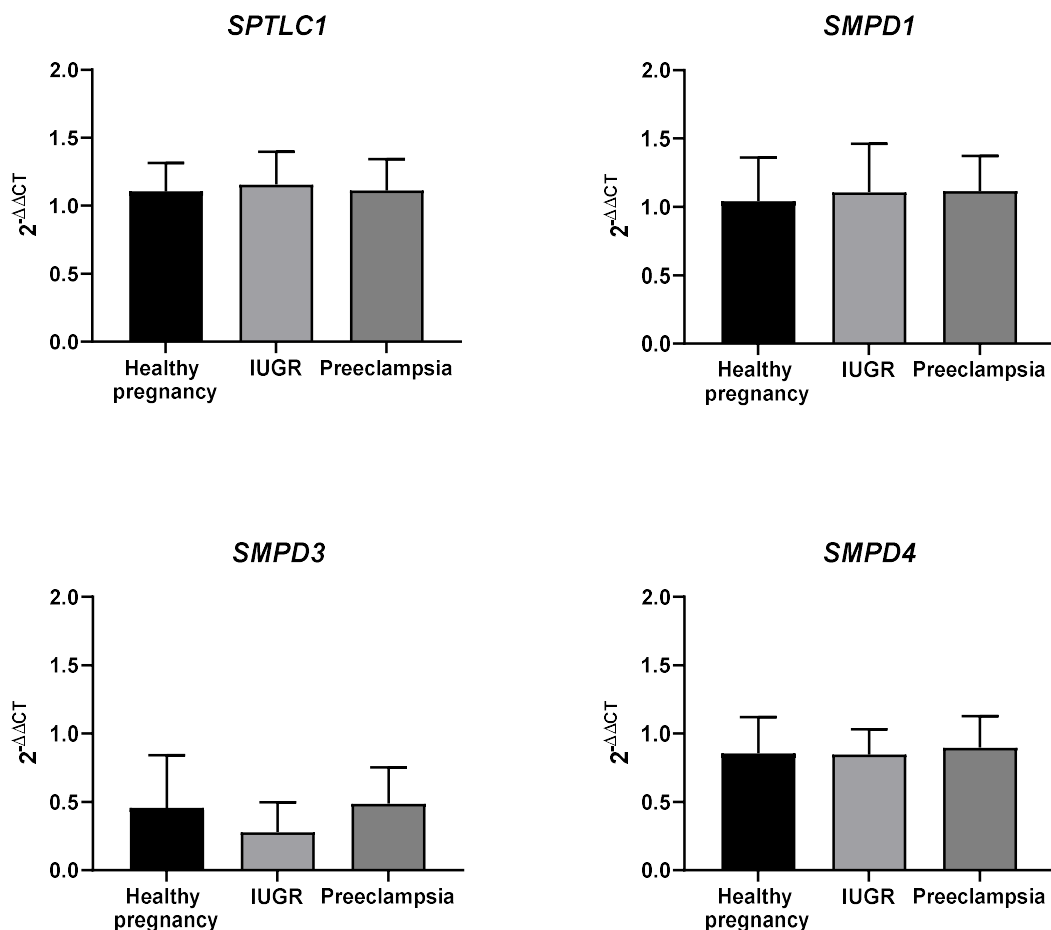 SPTLC1
2.0
1.5
1.0
0.5
0.0
2-ΔΔCT
Healthy
pregnancy
IUGR
Preeclampsia
SMPD1
2.0
1.5
1.0
0.5
0.0
2-ΔΔCT
Healthy
pregnancy
IUGR
Preeclampsia
SMPD3
2.0
1.5
1.0
0.5
0.0
2-ΔΔCT
Healthy
pregnancy
IUGR
Preeclampsia
SMPD4
2.0
1.5
1.0
0.5
0.0
2-ΔΔCT
Healthy
pregnancy
IUGR
Preeclampsia